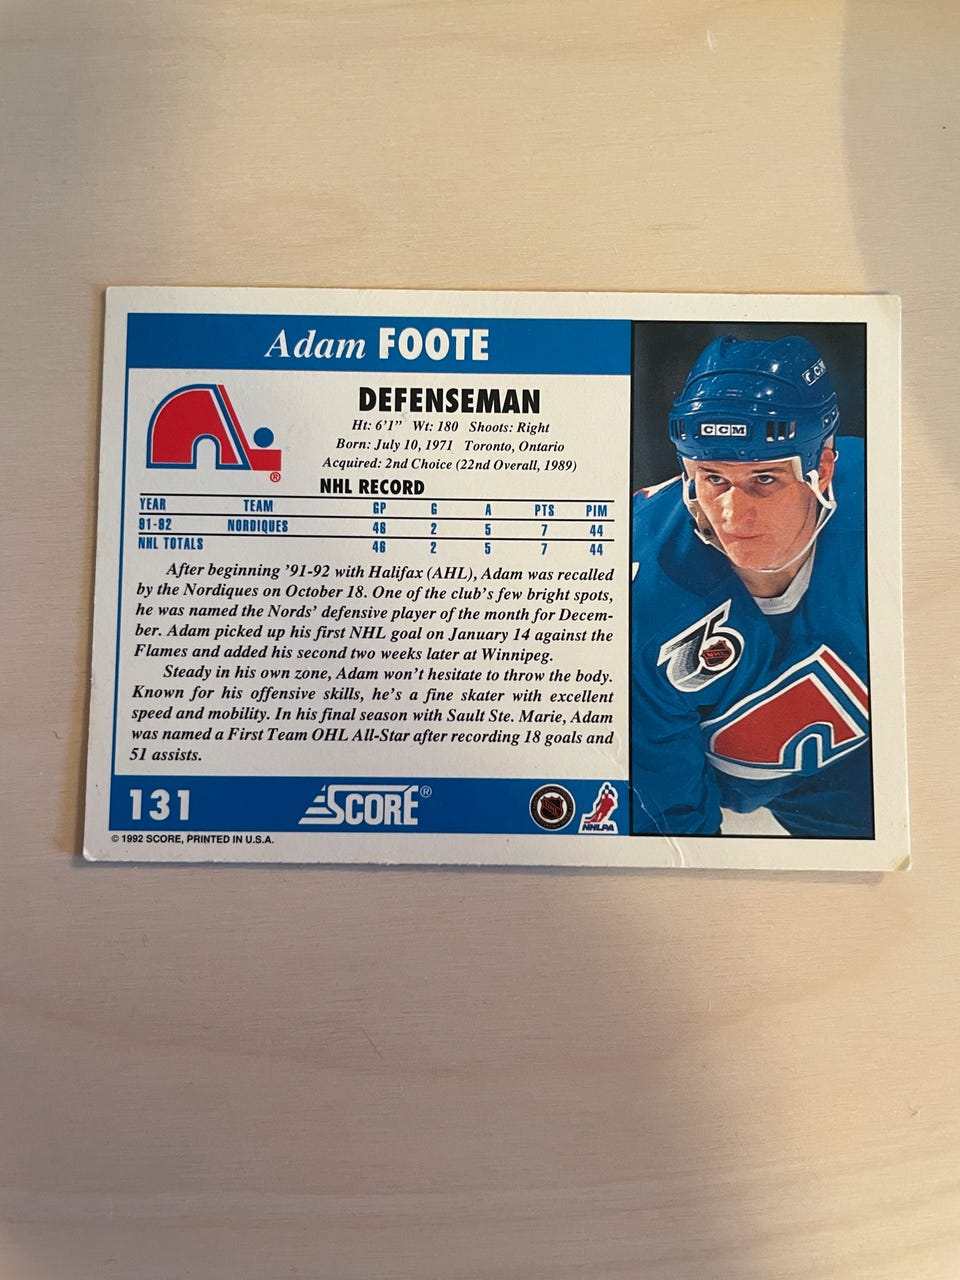 Adam FOOTE
DEFENSEMAN
Ht: 6'1" Wt: 180 Shoots: Right
Born: July 10, 1971 Toronto, Ontario
Acquired: 2nd Choice (22nd Overall, 1989)
®
NHL RECORD
YEAR TEAM GP G A PTS PIM
91-92 NORDIQUES 46 2 5 7 44
NHL TOTALS 46 2 5 7 44
After beginning '91-92 with Halifax (AHL), Adam was recalled
by the Nordiques on October 18. One of the club's few bright spots,
he was named the Nords' defensive player of the month for Decem-
ber. Adam picked up his first NHL goal on January 14 against the
Flames and added his second two weeks later at Winnipeg.
Steady in his own zone, Adam won't hesitate to throw the body.
Known for his offensive skills, he's a fine skater with excellent
speed and mobility. In his final season with Sault Ste. Marie, Adam
was named a First Team OHL All-Star after recording 18 goals and
51 assists.
131 SCORE® NHL NHLPA
© 1992 SCORE, PRINTED IN U.S.A.
CCM
CCM
75
NHL